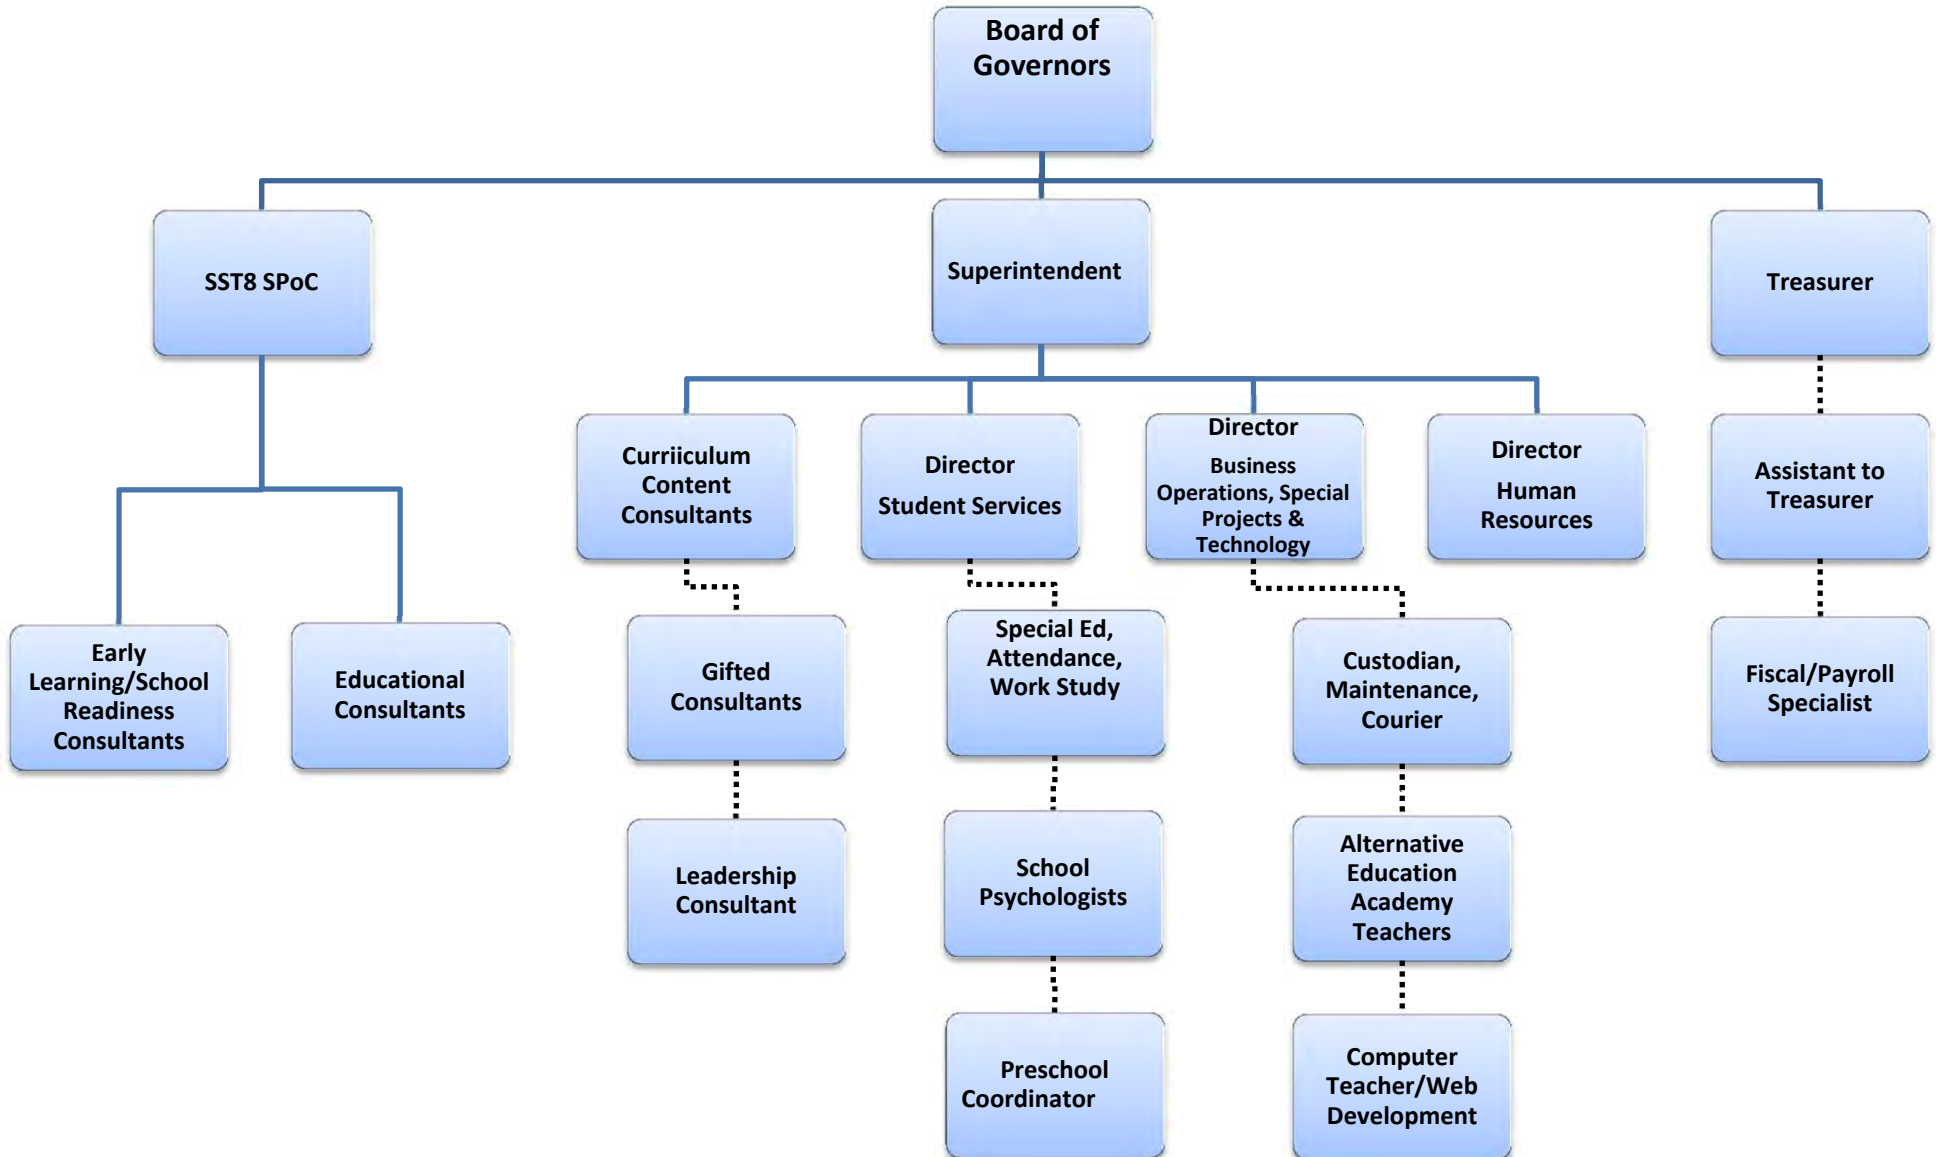 Board of
Governors
SST8 SPoC
Superintendent
Treasurer
Curriiculum
Content
Consultants
Director
Student Services
Director
Business
Operations, Special
Projects &
Technology
Director
Human
Resources
Assistant to
Treasurer
Early
Learning/School
Readiness
Consultants
Educational
Consultants
Gifted
Consultants
Special Ed,
Attendance,
Work Study
Custodian,
Maintenance,
Courier
Fiscal/Payroll
Specialist
Leadership
Consultant
School
Psychologists
Alternative
Education
Academy
Teachers
Preschool
Coordinator
Computer
Teacher/Web
Development